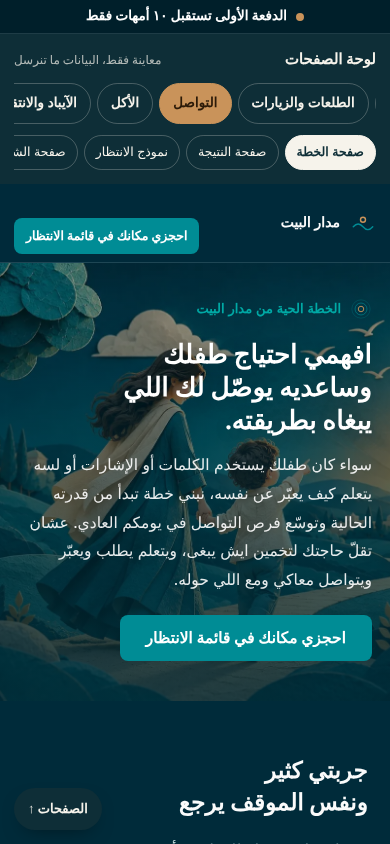 الدفعة الأولى تستقبل ١٠ أمهات فقط
لوحة الصفحات
معاينة فقط، البيانات ما تنرسل
الطلعات والزيارات
التواصل
الأكل
الآيباد
صفحة الخطة
صفحة النتيجة
نموذج الانتظار
صفحة
مدار البيت
احجزي مكانك في قائمة الانتظار
الخطة الحية من مدار البيت
افهمي احتياج طفلك
وساعديه يوصّل لك اللي
يبغاه بطريقته.
سواء كان طفلك يستخدم الكلمات أو الإشارات أو لسه
يتعلم كيف يعبّر عن نفسه، نبني خطة تبدأ من قدرته
الحالية وتوسّع فرص التواصل في يومكم العادي. عشان
تقلّ حاجتك لتخمين ايش يبغى، ويتعلم يطلب ويعبّر
ويتواصل معاكي ومع اللي حوله.
احجزي مكانك في قائمة الانتظار
جربتي كثير
ونفس الموقف يرجع
الصفحات ↑